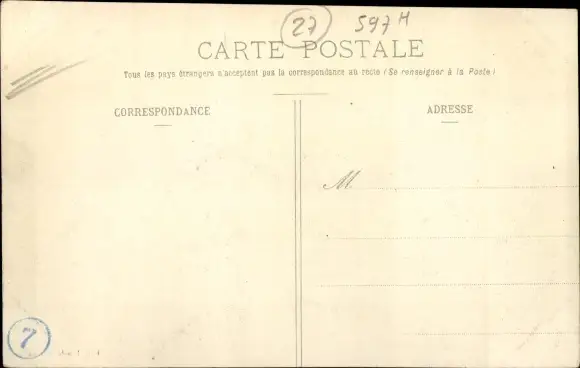 27 597H
CARTE POSTALE
Tous les pays étrangers n'acceptent pas la correspondance au recto (Se renseigner à la Poste)
CORRESPONDANCE
ADRESSE
M.
7